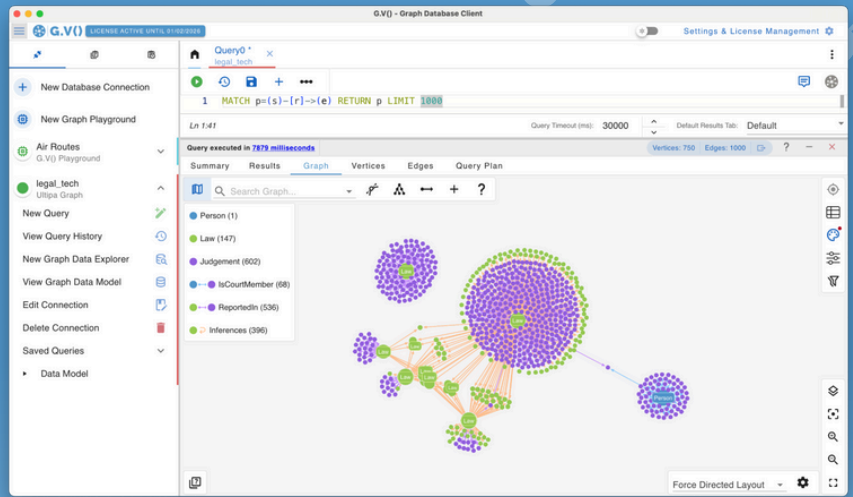 G.V() - Graph Database Client
G.V() LICENSE ACTIVE UNTIL 01/02/2026
Settings & License Management
New Database Connection
New Graph Playground
Air Routes
G.V() Playground
legal_tech
Ultipa Graph
New Query
View Query History
New Graph Data Explorer
View Graph Data Model
Edit Connection
Delete Connection
Saved Queries
Data Model
Query0 *
legal_tech
1 MATCH p=(s)-[r]->(e) RETURN p LIMIT 1000
Ln 1:41
Query Timeout (ms): 30000
Default Results Tab: Default
Query executed in 7879 milliseconds
Vertices: 750 Edges: 1000
Summary Results Graph Vertices Edges Query Plan
Search Graph...
Person (1)
Law (147)
Judgement (602)
IsCourtMember (68)
ReportedIn (536)
Inferences (396)
Law
Law
Law
Law
Law
Law
Law
Law
Law
Person
Force Directed Layout